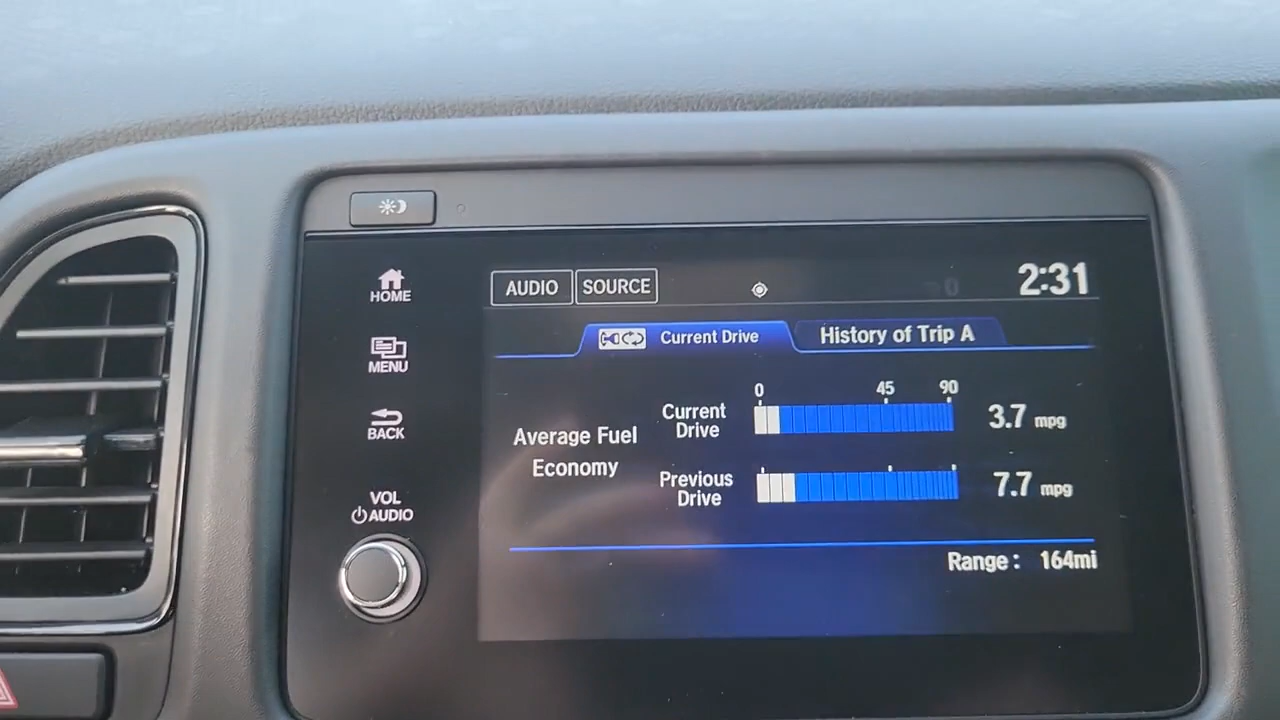 HOME
MENU
BACK
VOL
AUDIO
AUDIO SOURCE 2:31
Current Drive History of Trip A
0 45 90
Average Fuel
Economy
Current
Drive
3.7 mpg
Previous
Drive
7.7 mpg
Range: 164mi